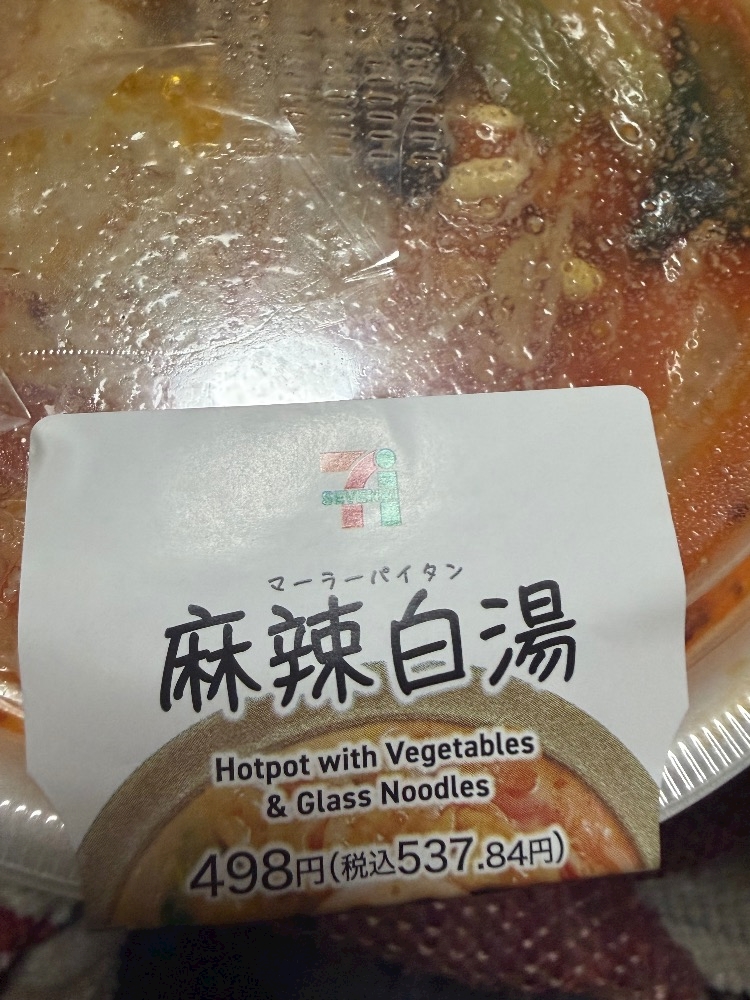 SEVEN
マーラーパイタン
麻辣白湯
Hotpot with Vegetables
& Glass Noodles
498円(税込537.84円)